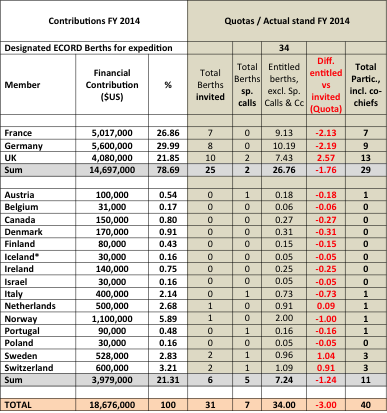 Contributions FY 2014 Quotas / Actual stand FY 2014
Designated ECORD Berths for expedition 34
Member Financial Contribution ($US) % Total Berths invited Total Berths sp. calls Entitled berths, excl. Sp. Calls & Cc Diff. entitled vs invited (Quota) Total Partic., incl. co-chiefs
France 5,017,000 26.86 7 0 9.13 -2.13 7
Germany 5,600,000 29.99 8 0 10.19 -2.19 9
UK 4,080,000 21.85 10 2 7.43 2.57 13
Sum 14,697,000 78.69 25 2 26.76 -1.76 29
Austria 100,000 0.54 0 1 0.18 -0.18 1
Belgium 31,000 0.17 0 0 0.06 -0.06 0
Canada 150,000 0.80 0 0 0.27 -0.27 0
Denmark 170,000 0.91 0 0 0.31 -0.31 0
Finland 80,000 0.43 0 0 0.15 -0.15 0
Iceland* 30,000 0.16 0 0 0.05 -0.05 0
Ireland 140,000 0.75 0 0 0.25 -0.25 0
Israel 30,000 0.16 0 0 0.05 -0.05 0
Italy 400,000 2.14 0 1 0.73 -0.73 1
Netherlands 500,000 2.68 1 0 0.91 0.09 1
Norway 1,100,000 5.89 1 0 2.00 -1.00 1
Portugal 90,000 0.48 0 1 0.16 -0.16 1
Poland 30,000 0.16 0 0 0.05 -0.05 0
Sweden 528,000 2.83 2 1 0.96 1.04 3
Switzerland 600,000 3.21 2 1 1.09 0.91 3
Sum 3,979,000 21.31 6 5 7.24 -1.24 11
TOTAL 18,676,000 100 31 7 34.00 -3.00 40